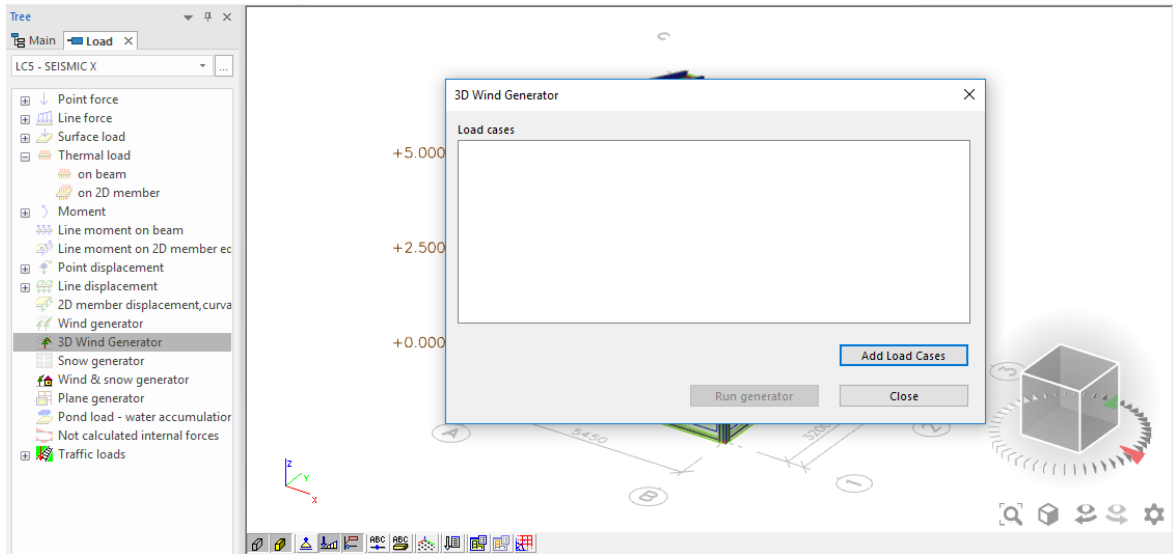 Tree
Main
Load
LC5 - SEISMIC X
...
Point force
Line force
Surface load
Thermal load
on beam
on 2D member
Moment
Line moment on beam
Line moment on 2D member ec
Point displacement
Line displacement
2D member displacement,curva
Wind generator
3D Wind Generator
Snow generator
Wind & snow generator
Plane generator
Pond load - water accumulation
Not calculated internal forces
Traffic loads
3D Wind Generator
Load cases
Add Load Cases
Run generator
Close
+5.000
+2.500
+0.000
C
3
A
5450
3200
2
B
1
Z
Y
X
ABC
ABC